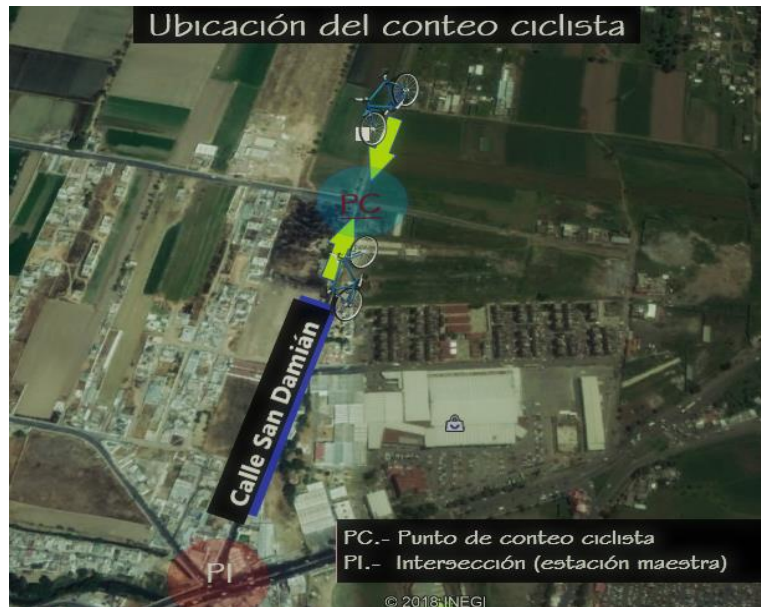 Ubicación del conteo ciclista
PC
Calle San Damián
PC.- Punto de conteo ciclista
PI.- Intersección (estación maestra)
PI
© 2018 INEGI